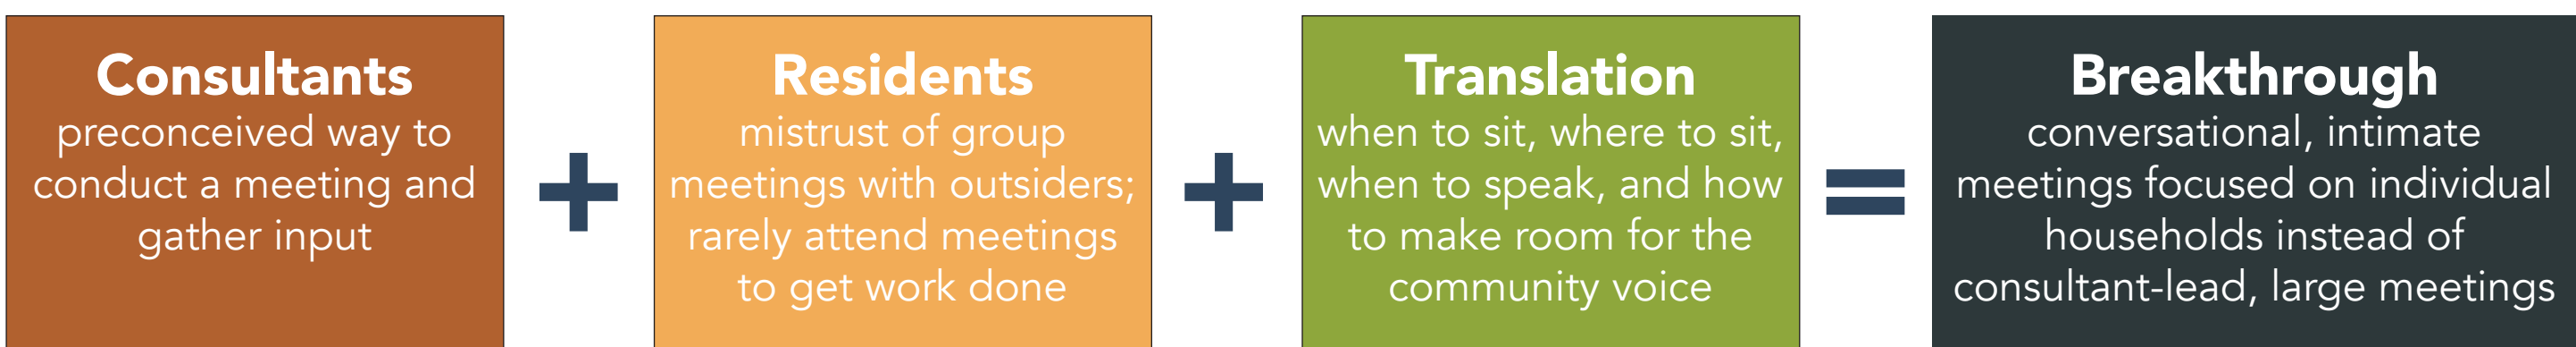 Consultants
preconceived way to
conduct a meeting and
gather input
+
Residents
mistrust of group
meetings with outsiders;
rarely attend meetings
to get work done
+
Translation
when to sit, where to sit,
when to speak, and how
to make room for the
community voice
=
Breakthrough
conversational, intimate
meetings focused on individual
households instead of
consultant-lead, large meetings